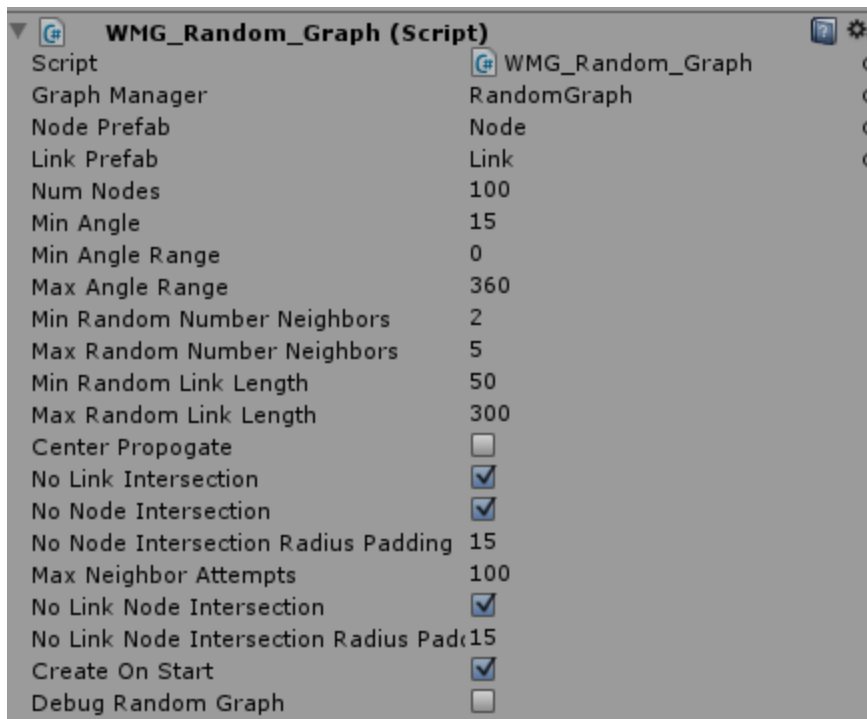 WMG_Random_Graph (Script)
Script WMG_Random_Graph
Graph Manager RandomGraph
Node Prefab Node
Link Prefab Link
Num Nodes 100
Min Angle 15
Min Angle Range 0
Max Angle Range 360
Min Random Number Neighbors 2
Max Random Number Neighbors 5
Min Random Link Length 50
Max Random Link Length 300
Center Propogate
No Link Intersection
No Node Intersection
No Node Intersection Radius Padding 15
Max Neighbor Attempts 100
No Link Node Intersection
No Link Node Intersection Radius Pad 15
Create On Start
Debug Random Graph